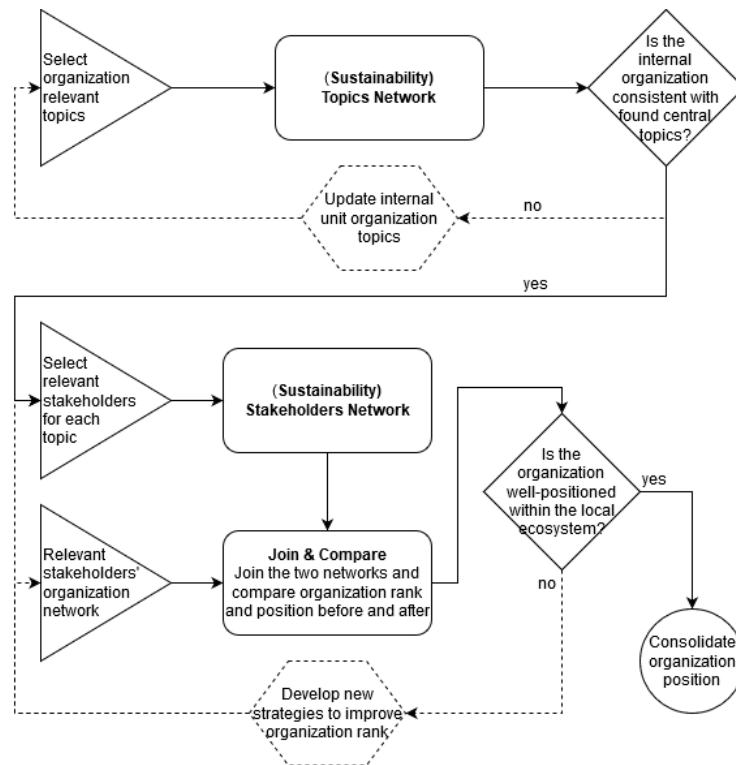 Select
organization
relevant
topics
(Sustainability)
Topics Network
Is the
internal
organization
consistent with
found central
topics?
Update internal
unit organization
topics
no
yes
Select
relevant
stakeholders
for each
topic
(Sustainability)
Stakeholders Network
Is the
organization
well-positioned
within the local
ecosystem?
yes
Relevant
stakeholders'
organization
network
Join & Compare
Join the two networks and
compare organization rank
and position before and after
no
Consolidate
organization
position
Develop new
strategies to improve
organization rank